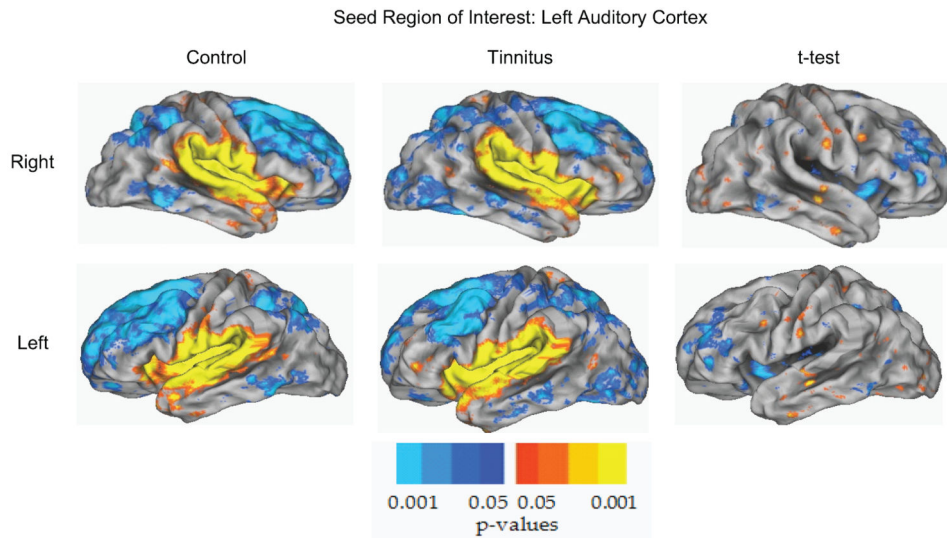 Seed Region of Interest: Left Auditory Cortex
Control Tinnitus t-test
Right
Left
0.001 0.05 0.05 0.001
p-values